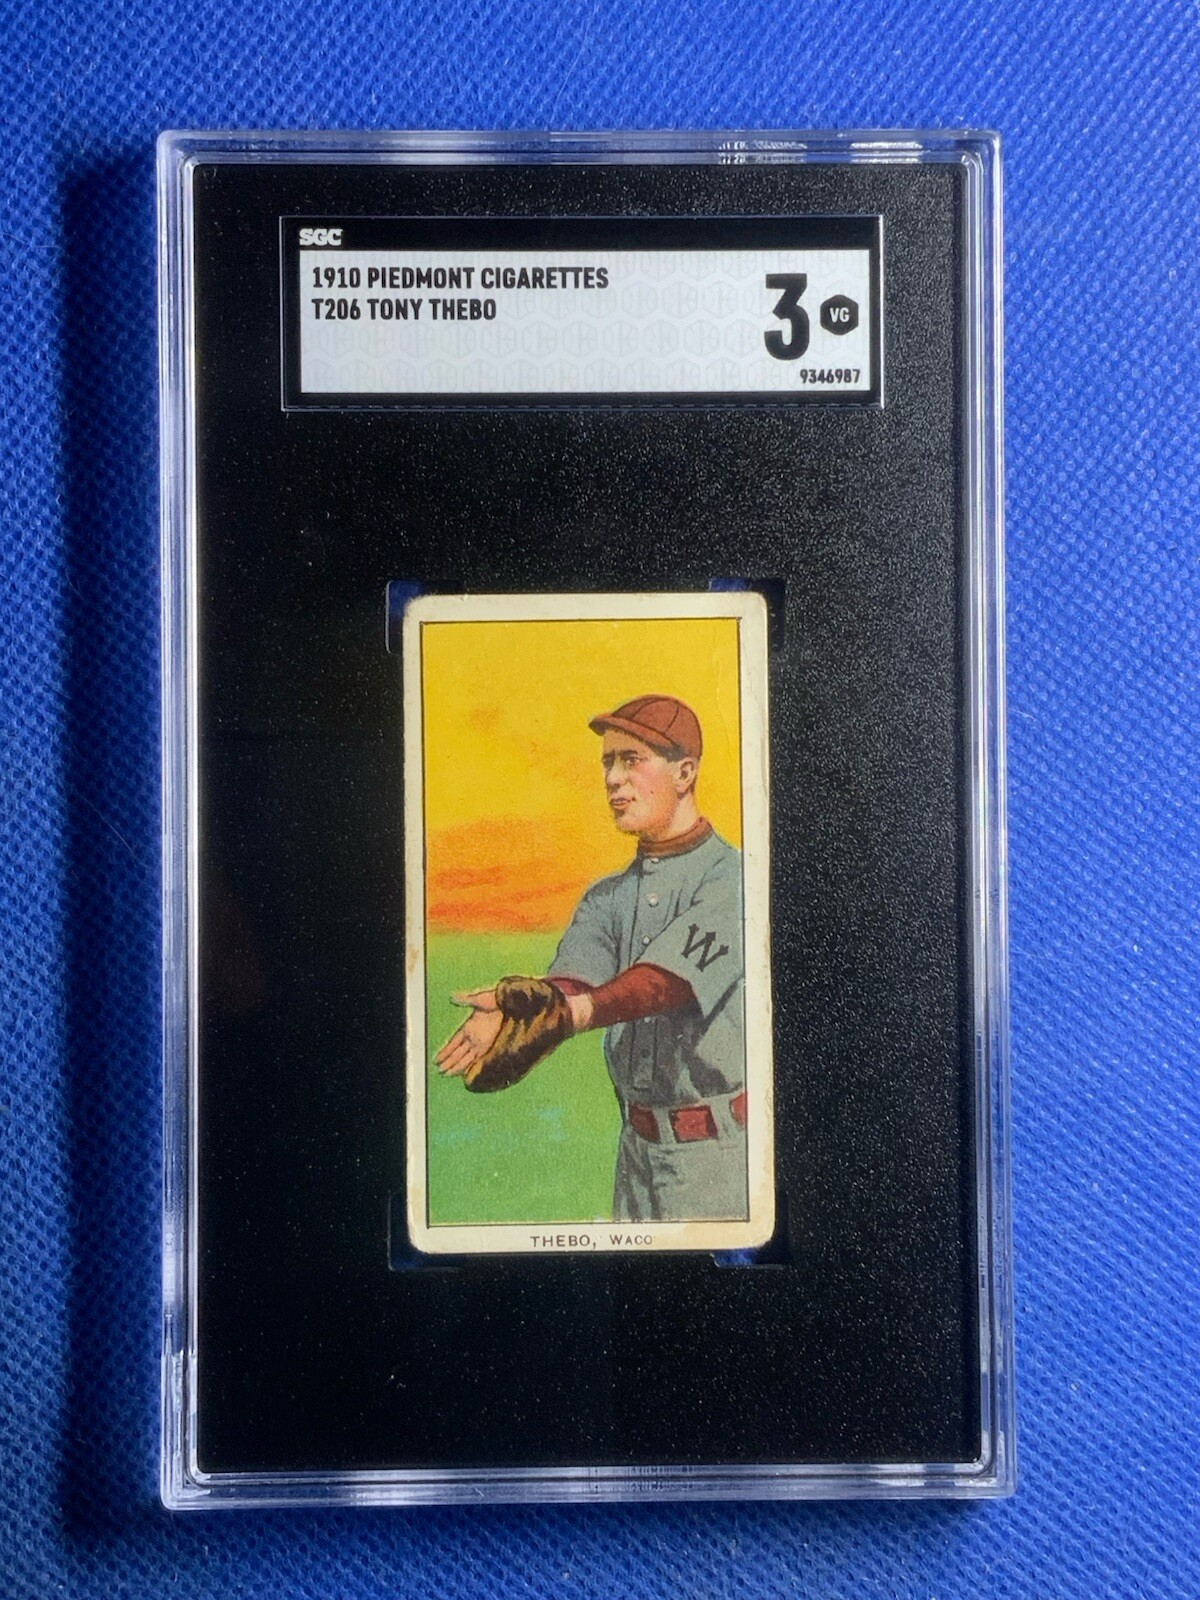 SGC
1910 PIEDMONT CIGARETTES
T206 TONY THEBO
3 VG
9346987
W
THEBO, WACO